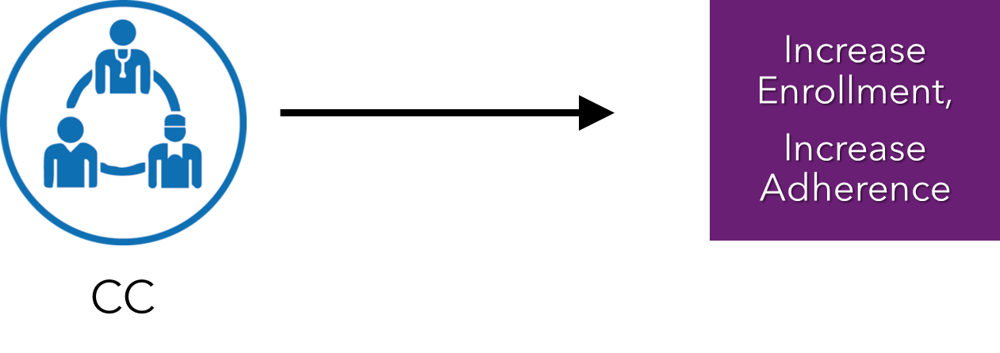 Increase
Enrollment,
Increase
Adherence
CC